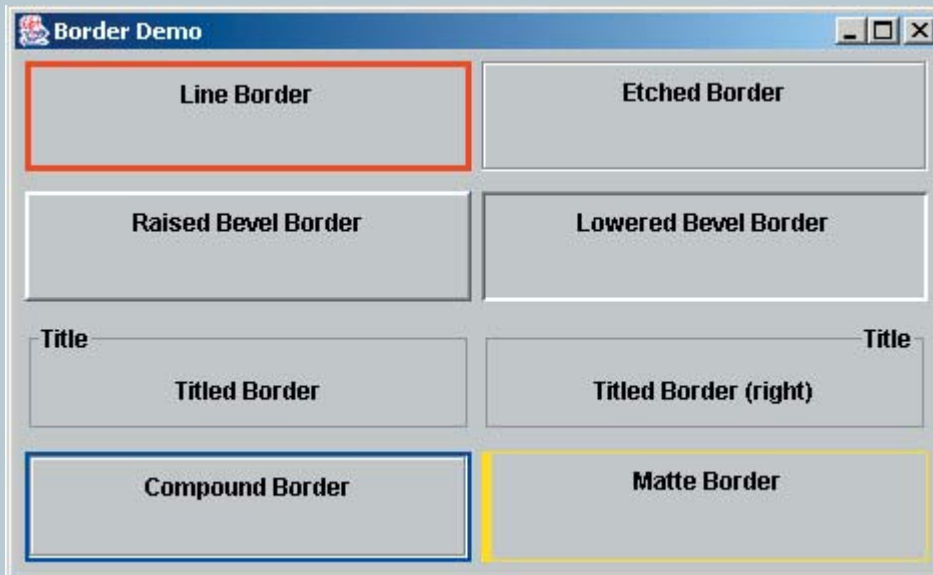 Border Demo
Line Border
Etched Border
Raised Bevel Border
Lowered Bevel Border
Title
Title
Titled Border
Titled Border (right)
Compound Border
Matte Border